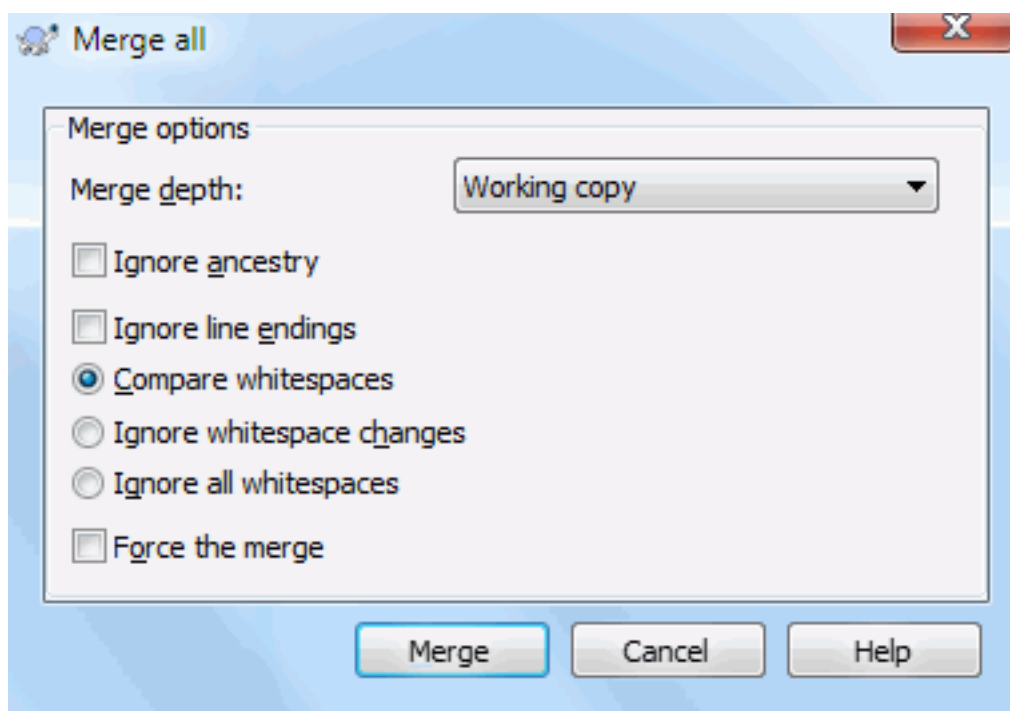 Merge all
Merge options
Merge depth:
Working copy
Ignore ancestry
Ignore line endings
Compare whitespaces
Ignore whitespace changes
Ignore all whitespaces
Force the merge
Merge Cancel Help